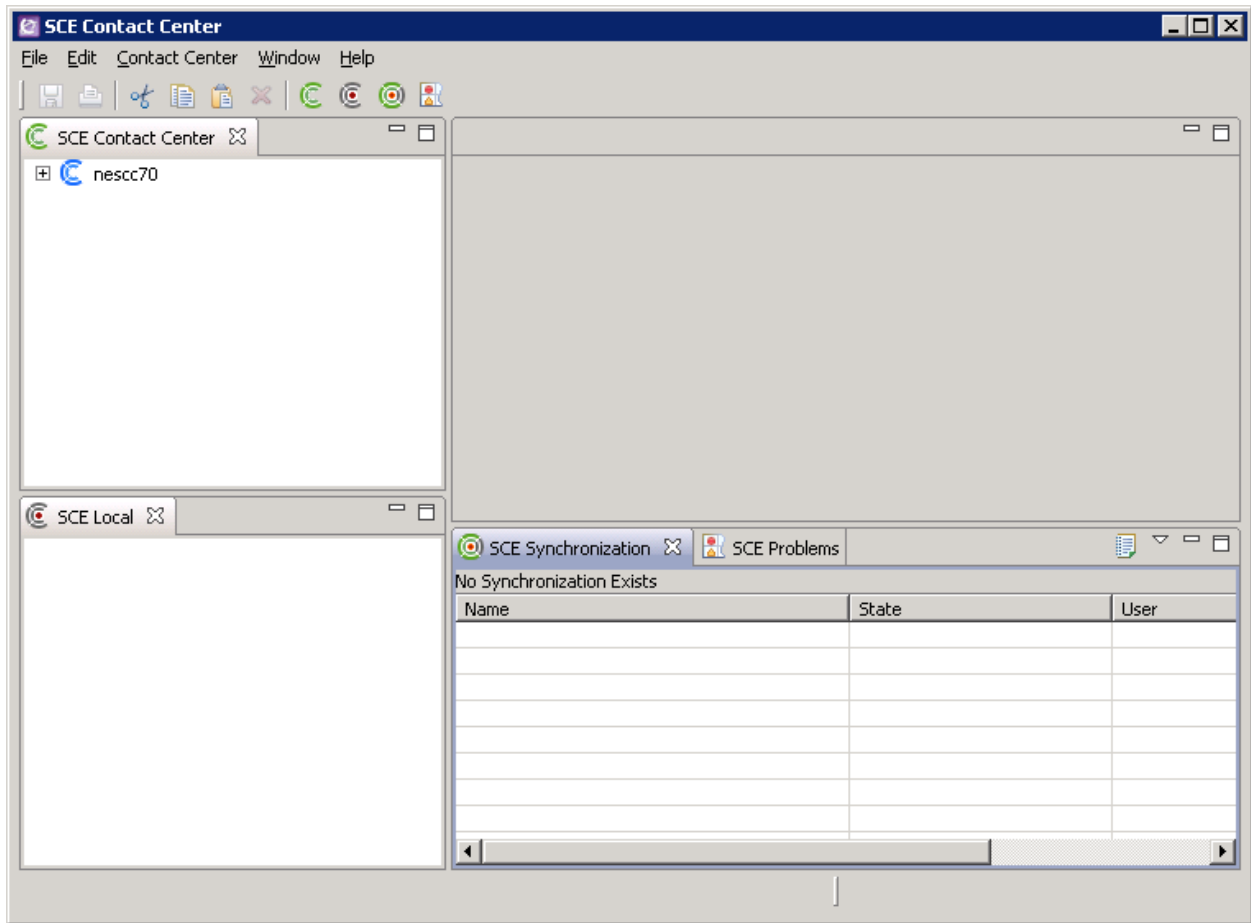 SCE Contact Center
File Edit Contact Center Window Help
SCE Contact Center
nescc70
SCE Local
SCE Synchronization SCE Problems
No Synchronization Exists
Name State User